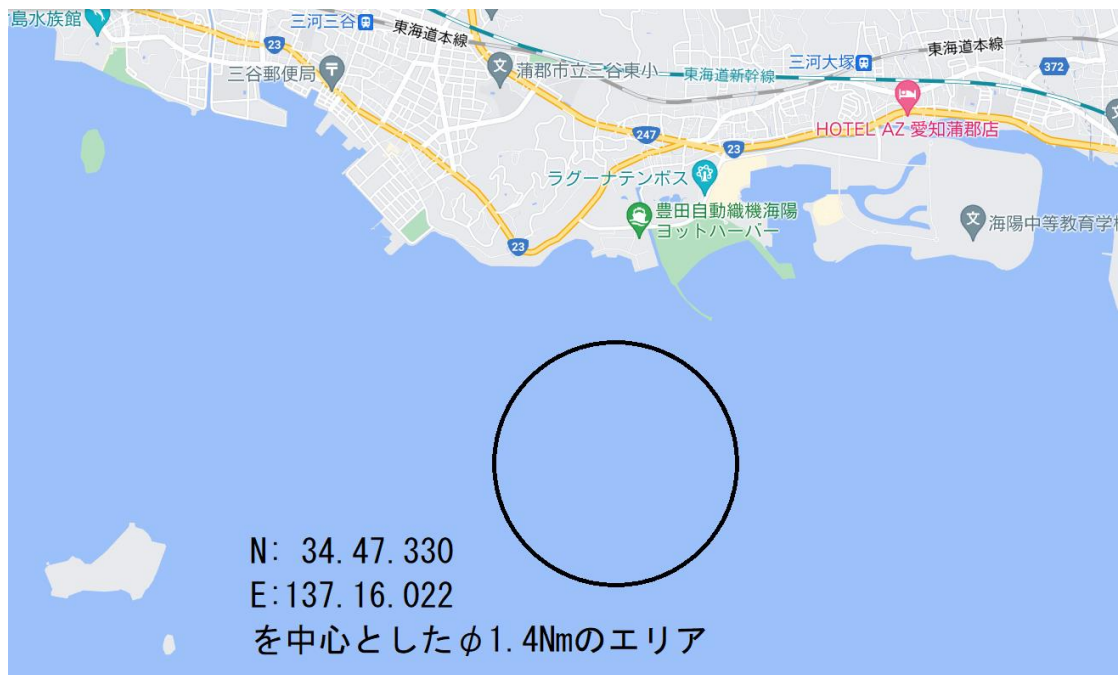 島水族館
三河三谷
東海道本線
23
三谷郵便局
蒲郡市立三谷東小
東海道新幹線
三河大塚
東海道本線
372
HOTEL AZ 愛知蒲郡店
247
23
ラグーナテンボス
豊田自動織機海陽
ヨットハーバー
海陽中等教育学
23
N: 34.47.330
E:137.16.022
を中心としたφ1.4Nmのエリア